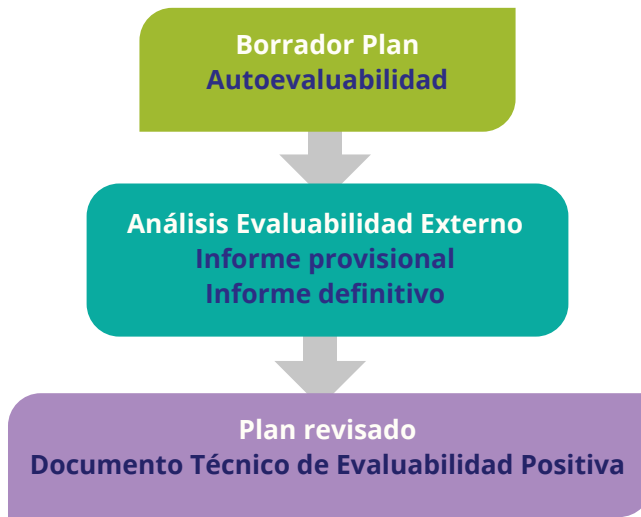 Borrador Plan
Autoevaluabilidad
Análisis Evaluabilidad Externo
Informe provisional
Informe definitivo
Plan revisado
Documento Técnico de Evaluabilidad Positiva